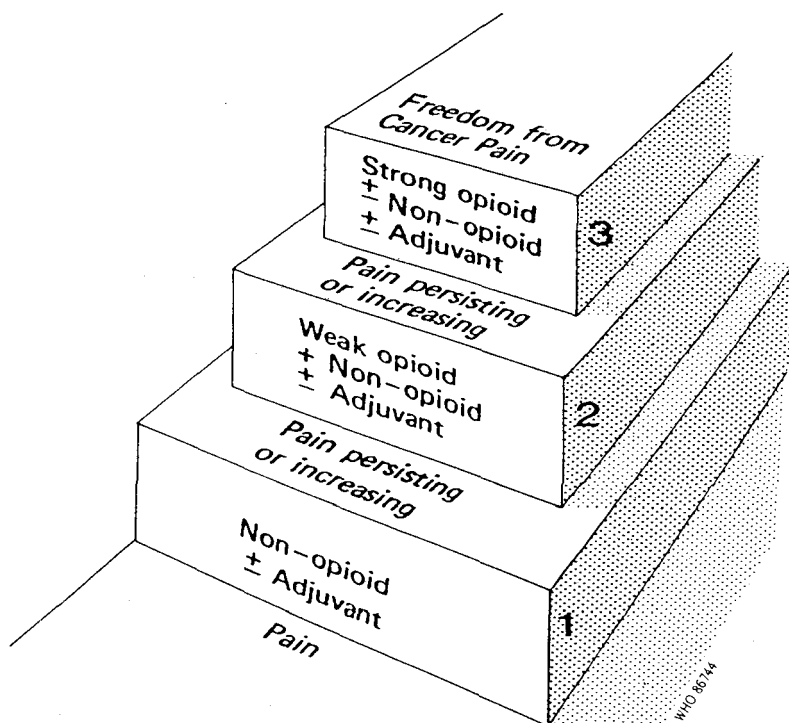 Freedom from
Cancer Pain
Strong opioid
± Non-opioid
± Adjuvant
3
Pain persisting
or increasing
Weak opioid
+ Non-opioid
± Adjuvant
2
Pain persisting
or increasing
Non-opioid
± Adjuvant
1
Pain
WHO 86744